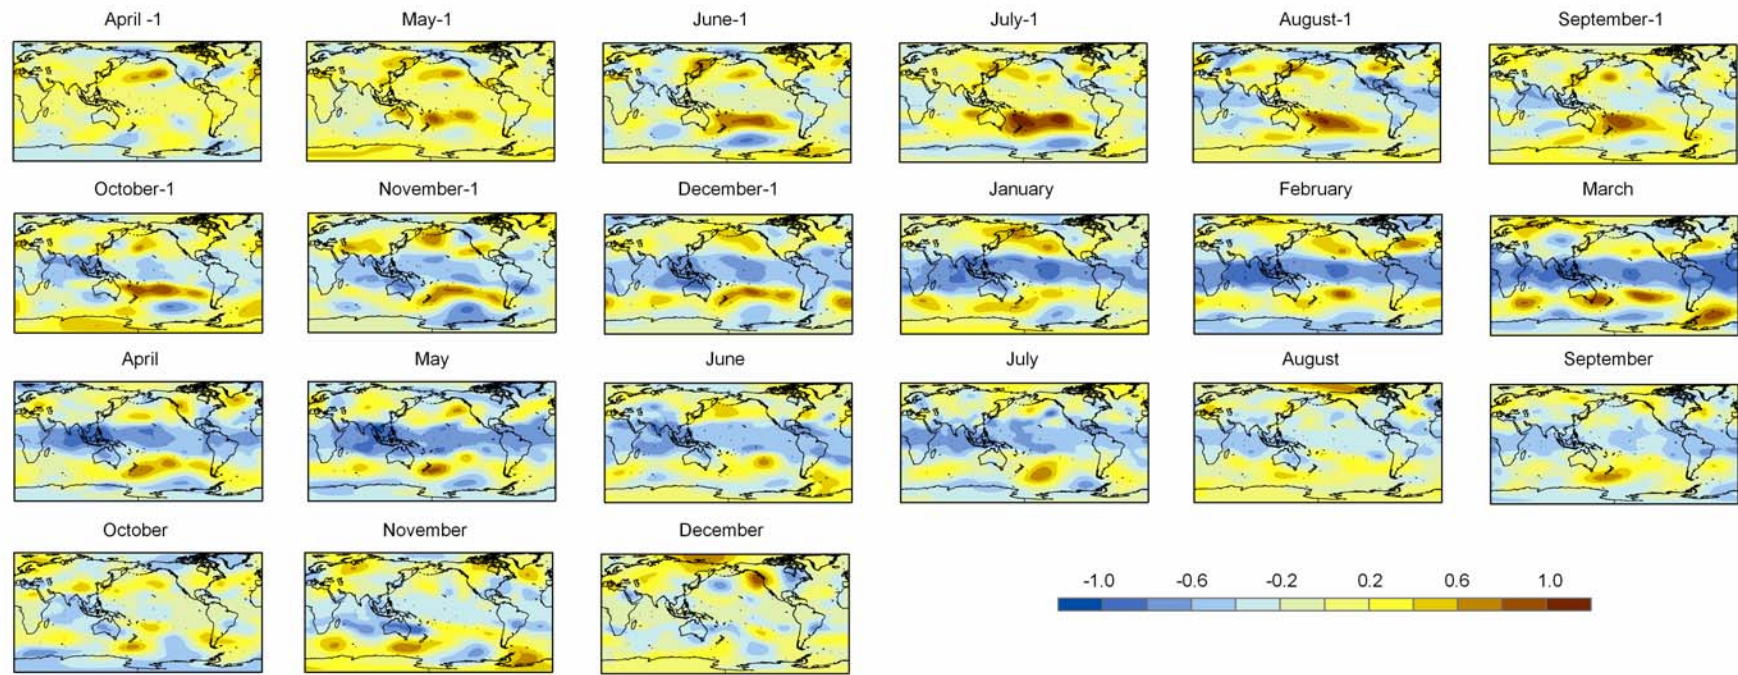 April -1 May-1 June-1 July-1 August-1 September-1
October-1 November-1 December-1 January February March
April May June July August September
October November December
-1.0 -0.6 -0.2 0.2 0.6 1.0